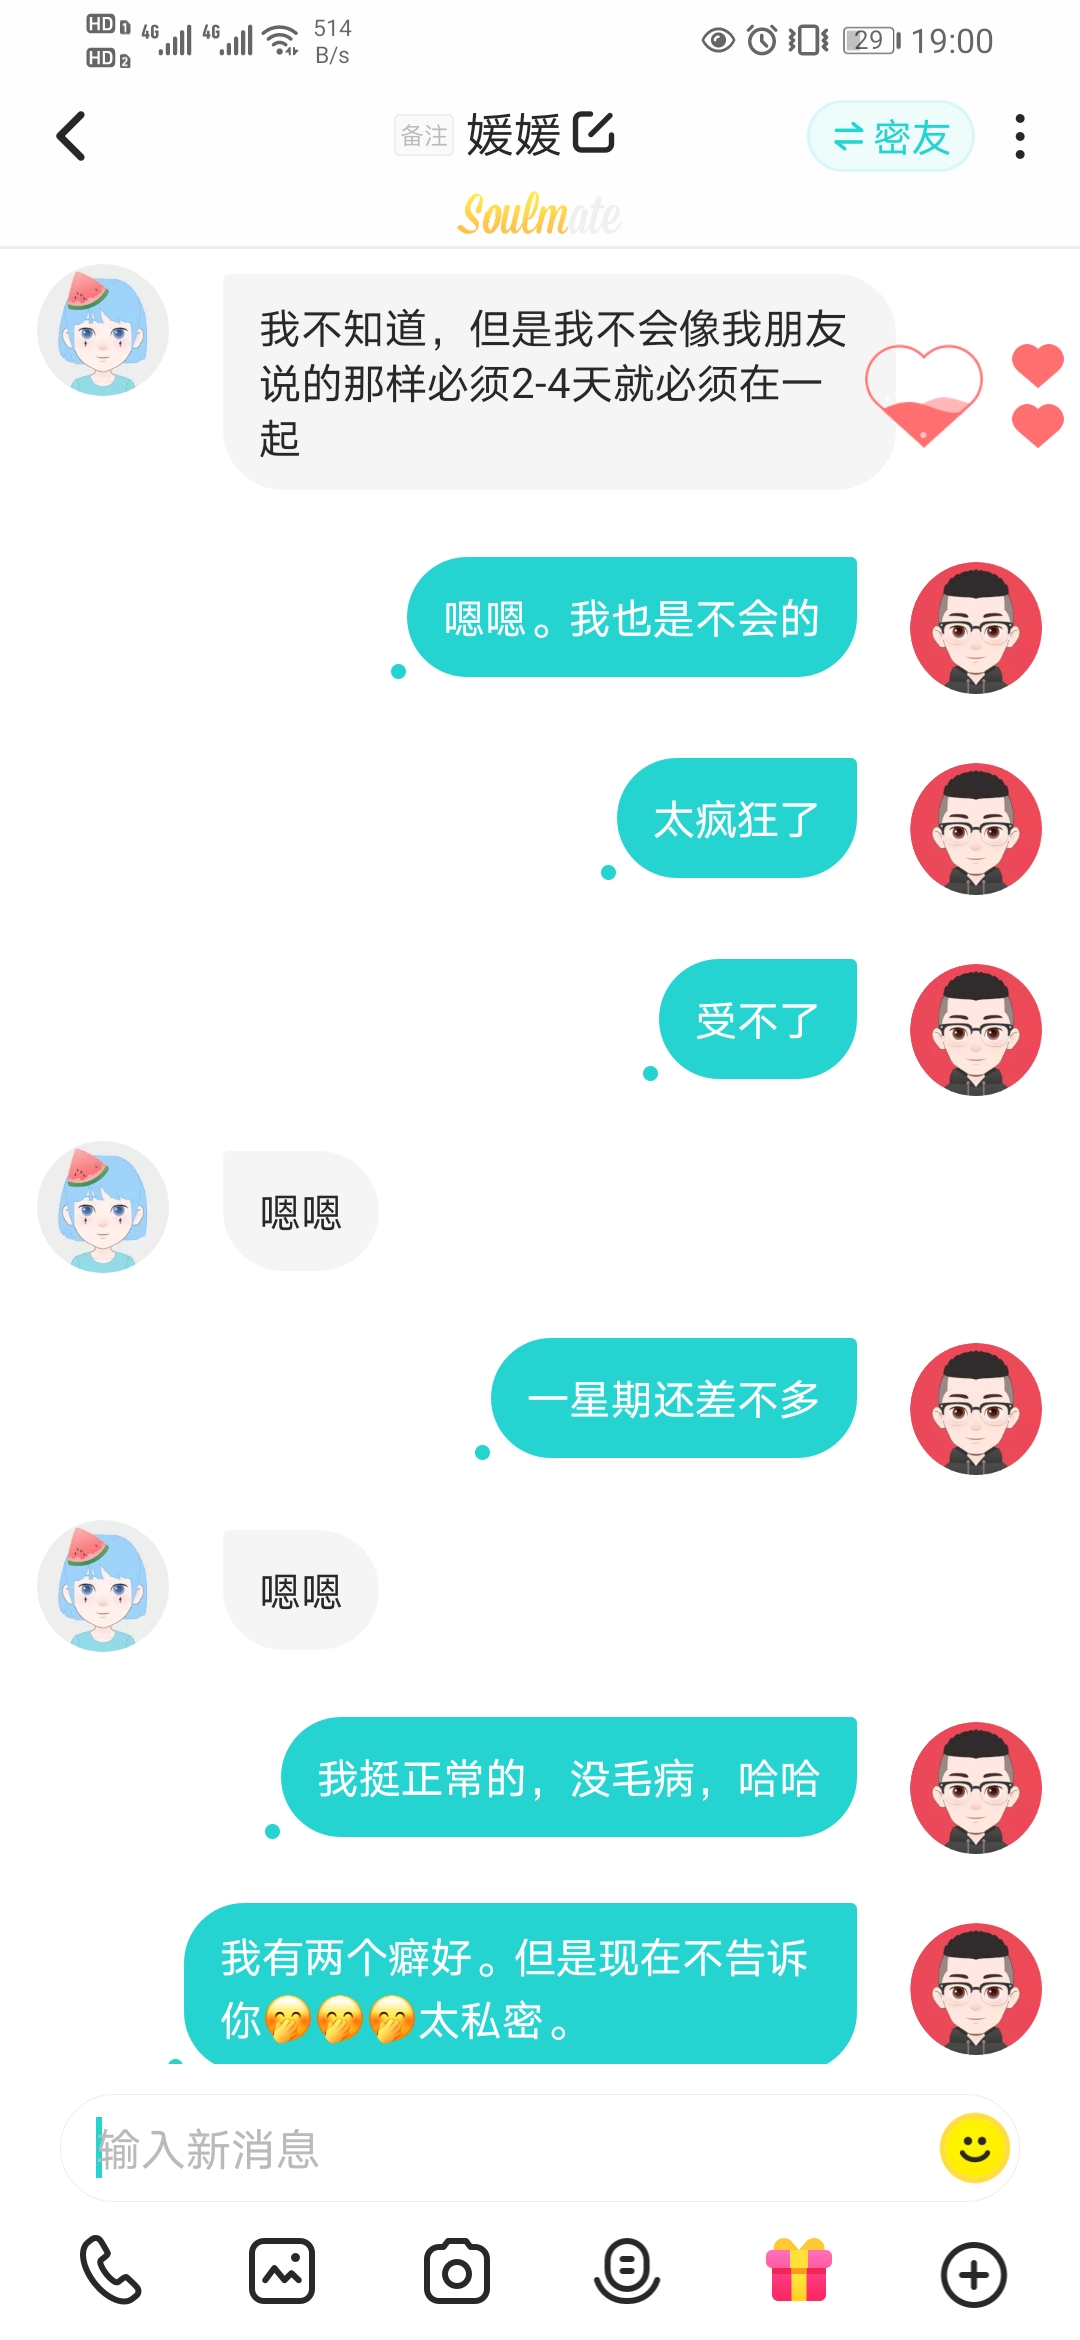 HD 1 4G 4G 514
HD 2 B/s
29 19:00
备注 媛媛 密友
Soulmate
我不知道，但是我不会像我朋友
说的那样必须2-4天就必须在一
起
嗯嗯。我也是不会的
太疯狂了
受不了
嗯嗯
一星期还差不多
嗯嗯
我挺正常的，没毛病，哈哈
我有两个癖好。但是现在不告诉
你🤭🤭🤭太私密。
输入新消息